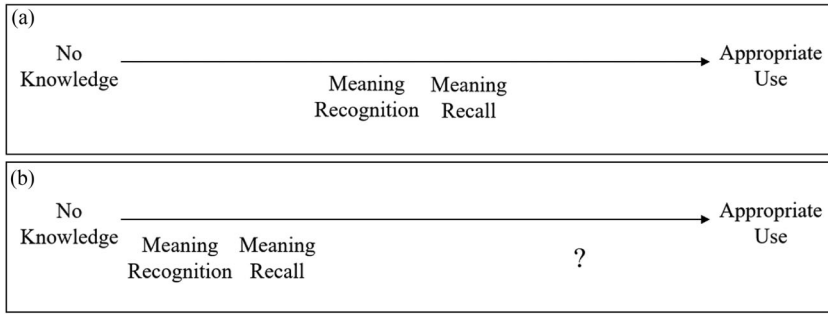 (a)
No
Knowledge
Appropriate
Use
Meaning
Recognition
Meaning
Recall
(b)
No
Knowledge
Appropriate
Use
Meaning
Recognition
Meaning
Recall
?